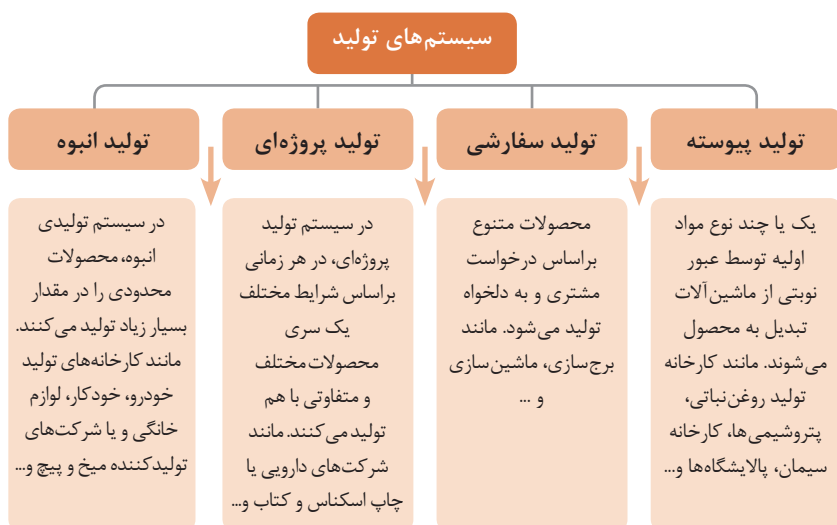 سیستم‌های تولید
تولید پیوسته
یک یا چند نوع مواد
اولیه توسط عبور
نوبتی از ماشین‌آلات
تبدیل به محصول
می‌شوند. مانند کارخانه
تولید روغن‌نباتی،
پتروشیمی‌ها، کارخانه
سیمان، پالایشگاه‌ها و...
تولید سفارشی
محصولات متنوع
براساس درخواست
مشتری و به دلخواه
تولید می‌شود. مانند
برج‌سازی، ماشین‌سازی
و ...
تولید پروژه‌ای
در سیستم تولید
پروژه‌ای، در هر زمانی
براساس شرایط مختلف
یک سری
محصولات مختلف
و متفاوتی با هم
تولید می‌کنند. مانند
شرکت‌های دارویی یا
چاپ اسکناس و کتاب و...
تولید انبوه
در سیستم تولیدی
انبوه، محصولات
محدودی را در مقدار
بسیار زیاد تولید می‌کنند.
مانند کارخانه‌های تولید
خودرو، خودکار، لوازم
خانگی و یا شرکت‌های
تولیدکننده میخ و پیچ و...